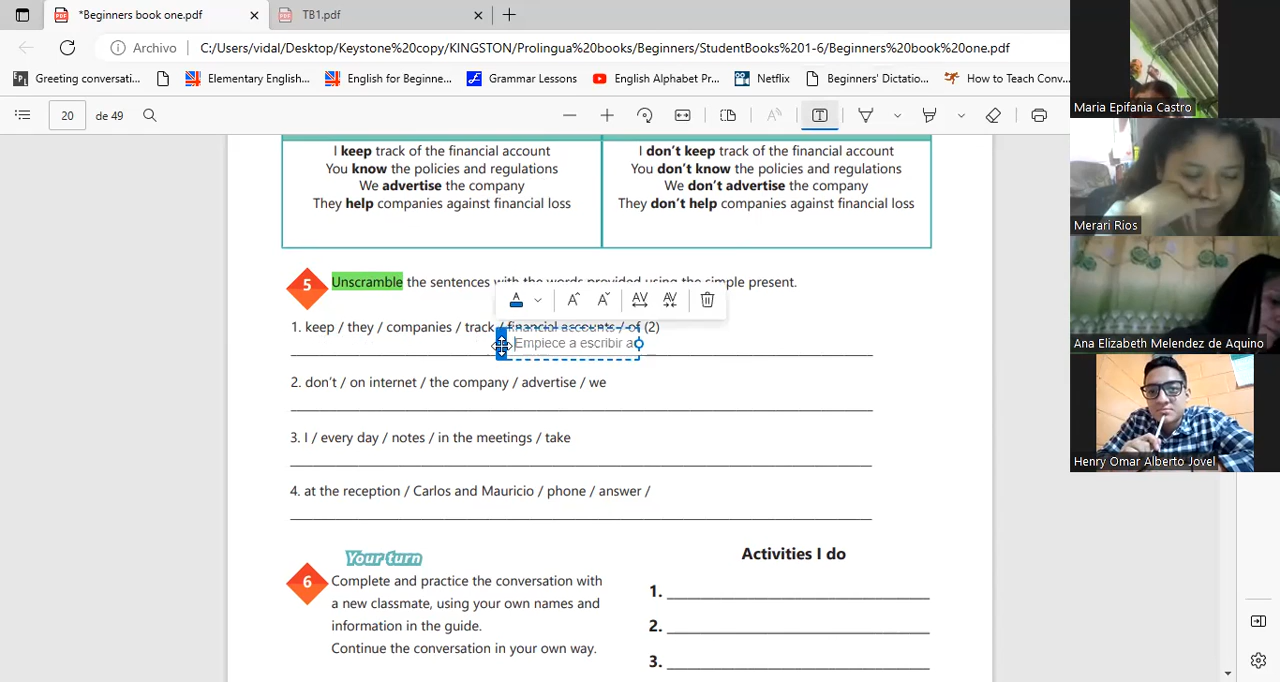 *Beginners book one.pdf
TB1.pdf
Archivo
C:/Users/vidal/Desktop/Keystone%20copy/KINGSTON/Prolingua%20books/Beginners/StudentBooks%201-6/Beginners%20book%20one.pdf
Greeting conversati...
Elementary English...
English for Beginne...
Grammar Lessons
English Alphabet Pr...
Netflix
Beginners' Dictatio...
How to Teach Conv...
20 de 49
I keep track of the financial account
You know the policies and regulations
We advertise the company
They help companies against financial loss
I don't keep track of the financial account
You don't know the policies and regulations
We don't advertise the company
They don't help companies against financial loss
5 Unscramble the sentences with the words provided using the simple present.
1. keep / they / companies / track / financial accounts / of (2)
Empiece a escribir a
2. don't / on internet / the company / advertise / we
3. I / every day / notes / in the meetings / take
4. at the reception / Carlos and Mauricio / phone / answer /
Your turn
6 Complete and practice the conversation with
a new classmate, using your own names and
information in the guide.
Continue the conversation in your own way.
Activities I do
1.
2.
3.
Maria Epifania Castro
Merari Rios
Ana Elizabeth Melendez de Aquino
Henry Omar Alberto Jovel